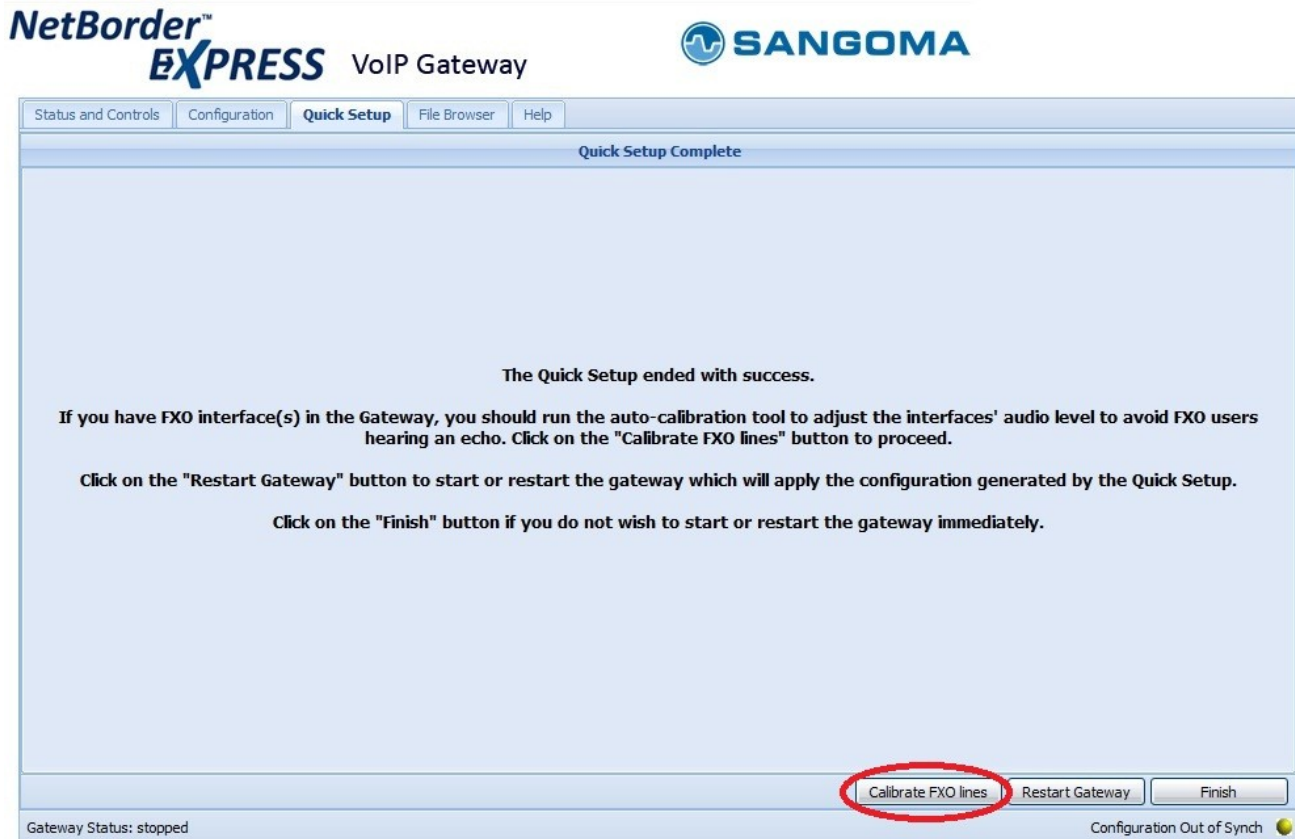 NetBorder™
EXPRESS VoIP Gateway
SANGOMA
Status and Controls Configuration Quick Setup File Browser Help
Quick Setup Complete
The Quick Setup ended with success.
If you have FXO interface(s) in the Gateway, you should run the auto-calibration tool to adjust the interfaces' audio level to avoid FXO users
hearing an echo. Click on the "Calibrate FXO lines" button to proceed.
Click on the "Restart Gateway" button to start or restart the gateway which will apply the configuration generated by the Quick Setup.
Click on the "Finish" button if you do not wish to start or restart the gateway immediately.
Calibrate FXO lines Restart Gateway Finish
Gateway Status: stopped Configuration Out of Synch